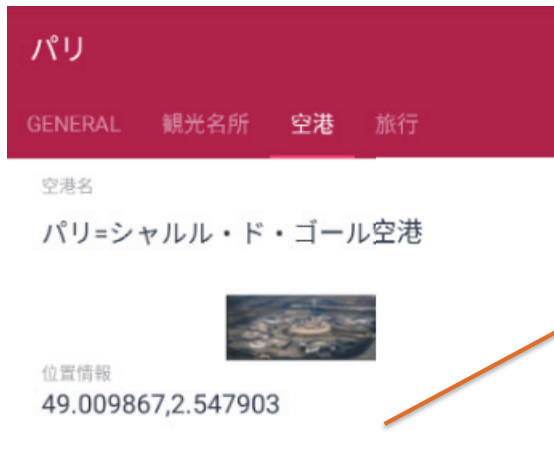 パリ
GENERAL 観光名所 空港 旅行
空港名
パリ=シャルル・ド・ゴール空港
位置情報
49.009867,2.547903